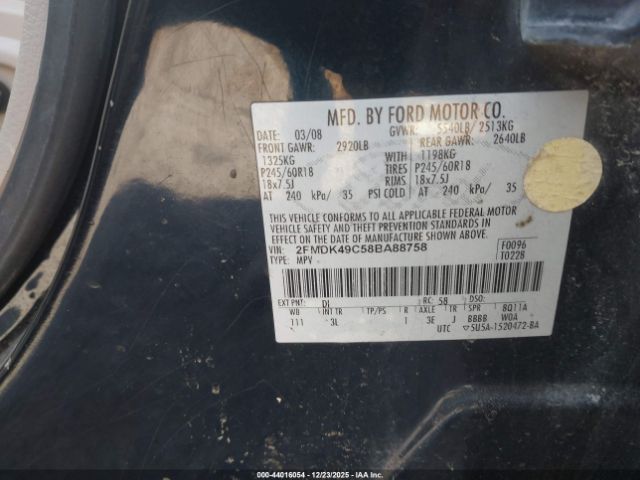 MFD. BY FORD MOTOR CO.
DATE: 03/08 GVWR: 5540LB/ 2513KG
FRONT GAWR: 2920LB REAR GAWR: 2640LB
1325KG WITH 1198KG
P245/60R18 TIRES P245/60R18
18x7.5J RIMS 18x7.5J
AT 240 kPa/ 35 PSI COLD AT 240 kPa/ 35
THIS VEHICLE CONFORMS TO ALL APPLICABLE FEDERAL MOTOR
VEHICLE SAFETY AND THEFT PREVENTION STANDARDS IN
EFFECT ON THE DATE OF MANUFACTURE SHOWN ABOVE.
VIN: 2FMDK49C58BA88758 F0096
TYPE: MPV T0228
EXT PNT: DI RC: 58 DSO:
WB INT TR TP/PS R AXLE TR SPR 8Q11A
111 3L 1 3E J BBBB W0A
UTC 5U5A-1520472-BA
000-44016054 | 12/23/2025 - IAAI.COM